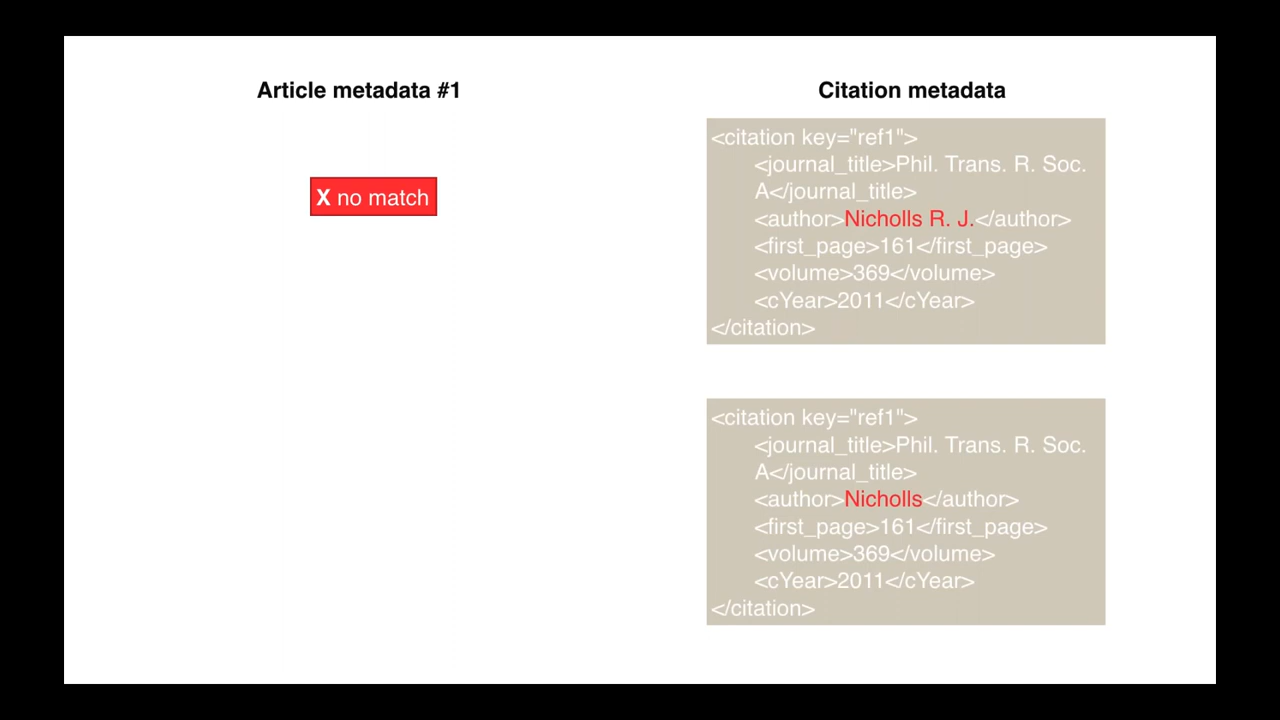 Article metadata #1
X no match
Citation metadata
<citation key="ref1">
<journal_title>Phil. Trans. R. Soc.
A</journal_title>
<author>Nicholls R. J.</author>
<first_page>161</first_page>
<volume>369</volume>
<cYear>2011</cYear>
</citation>
<citation key="ref1">
<journal_title>Phil. Trans. R. Soc.
A</journal_title>
<author>Nicholls</author>
<first_page>161</first_page>
<volume>369</volume>
<cYear>2011</cYear>
</citation>